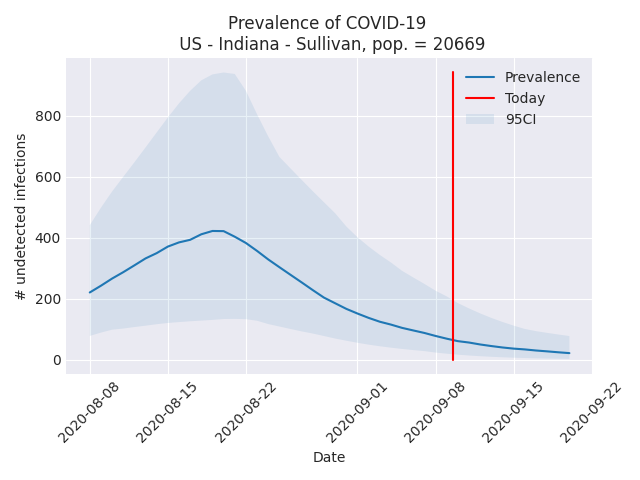 Prevalence of COVID-19
US - Indiana - Sullivan, pop. = 20669
Prevalence
Today
95CI
# undetected infections
800
600
400
200
0
2020-08-08
2020-08-15
2020-08-22
2020-09-01
2020-09-08
2020-09-15
2020-09-22
Date